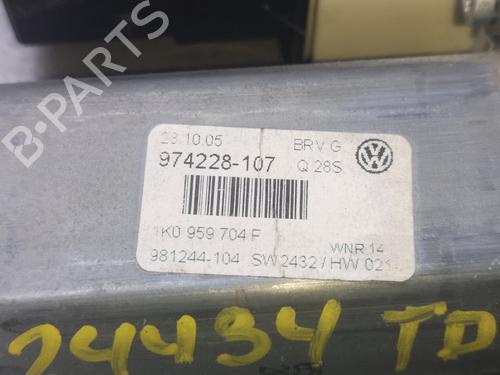 28.10.05 BRV G
974228-107 Q 28S
1K0 959 704 F
WNR 14
981244-104 SW 2432 / HW 021
24434 TD
B-PARTS